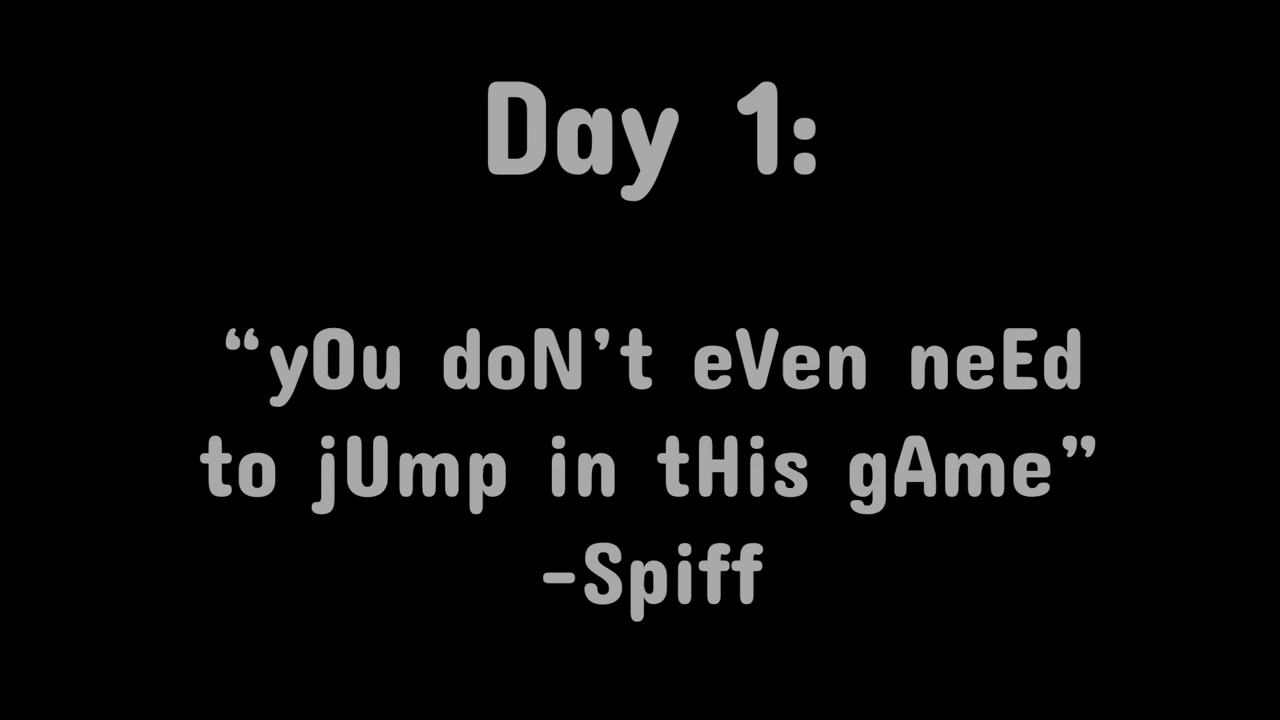 Day 1:
“yOu doN’t eVen neEd
to jUmp in tHis gAme”
-Spiff